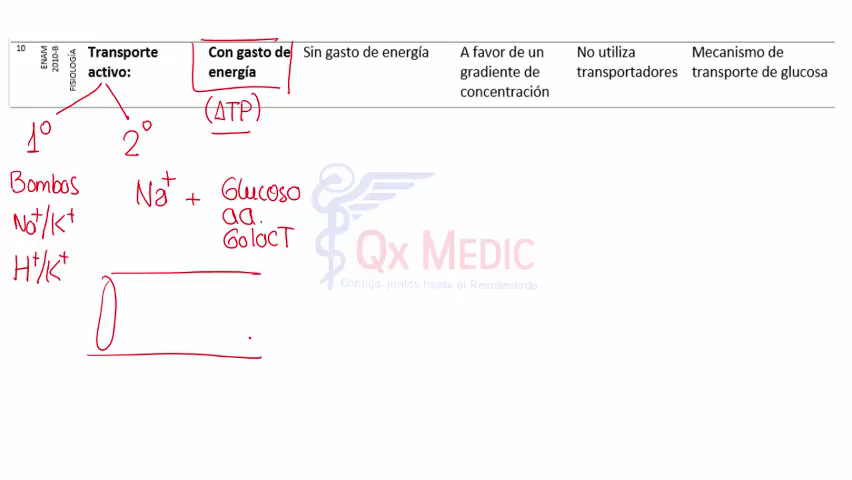 10
ENAM
2010-B
FISIOLOGÍA
Transporte
activo:
Con gasto de
energía
Sin gasto de energía
A favor de un
gradiente de
concentración
No utiliza
transportadores
Mecanismo de
transporte de glucosa
(ATP)
1º
2º
Bombas
Na+/K+
H+/K+
Na+ + Glucosa
aa.
Galact
Qx MEDIC
Contigo, juntos hasta el Residentado